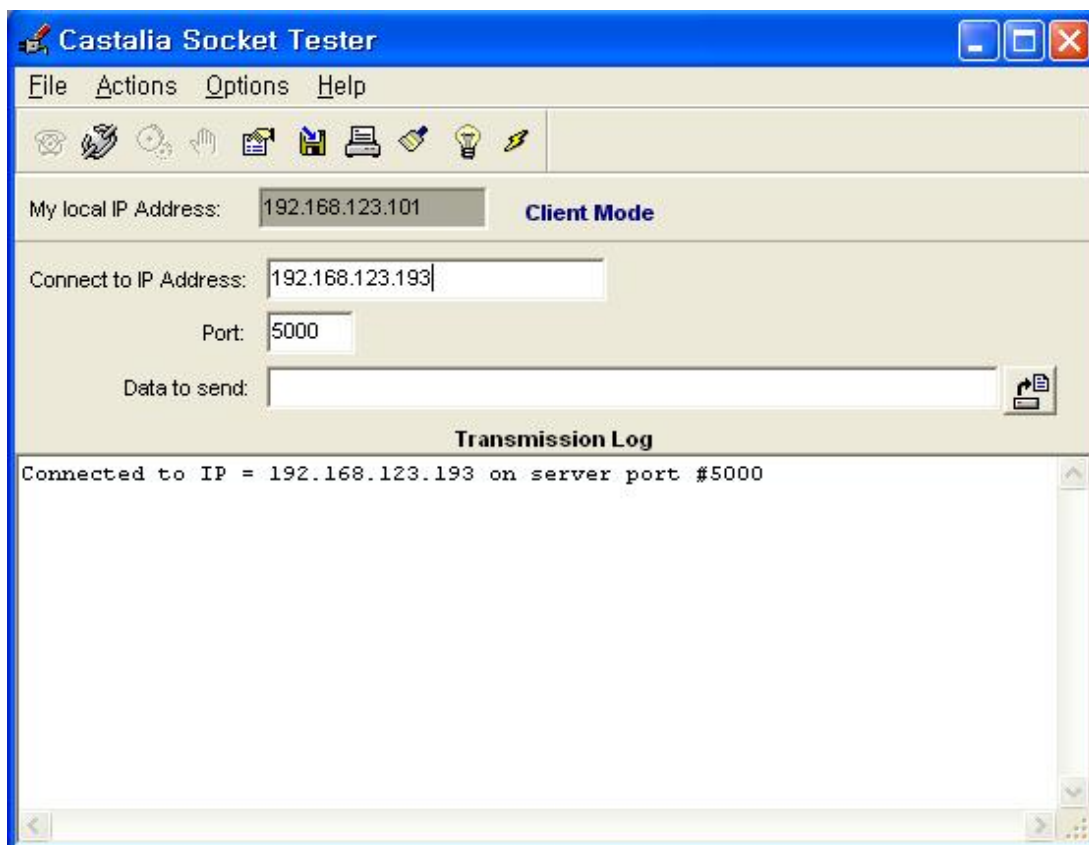 Castalia Socket Tester
File Actions Options Help
My local IP Address: 192.168.123.101 Client Mode
Connect to IP Address: 192.168.123.193
Port: 5000
Data to send:
Transmission Log
Connected to IP = 192.168.123.193 on server port #5000